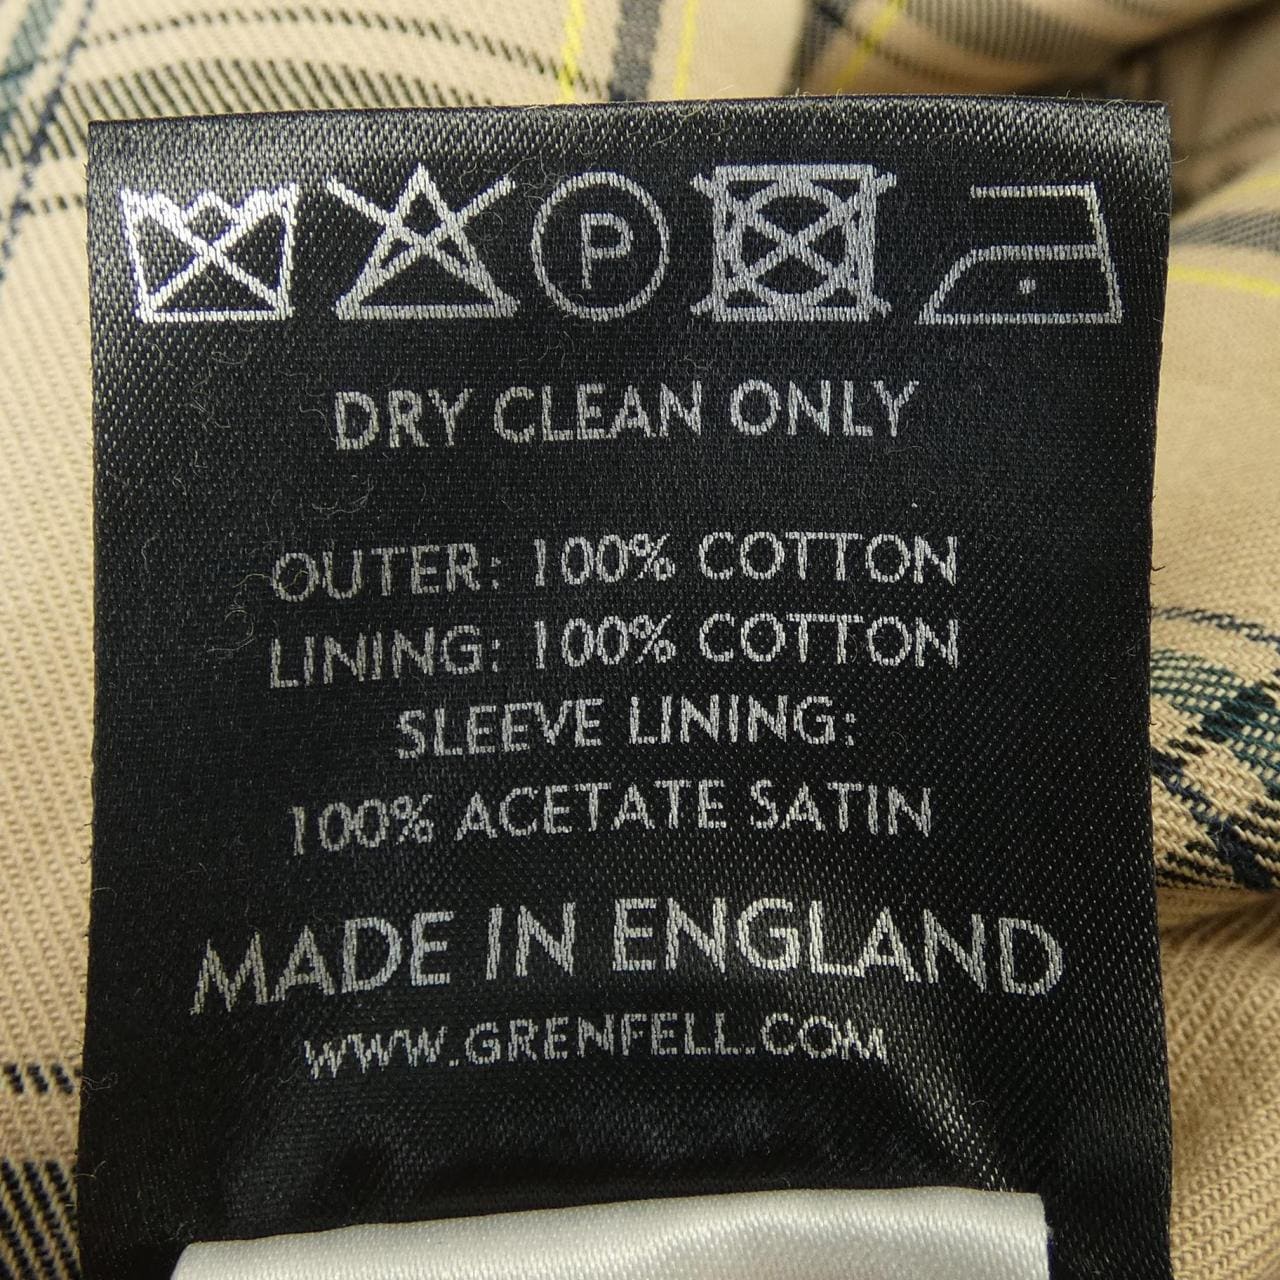 P
DRY CLEAN ONLY
OUTER: 100% COTTON
LINING: 100% COTTON
SLEEVE LINING:
100% ACETATE SATIN
MADE IN ENGLAND
WWW.GRENFELL.COM